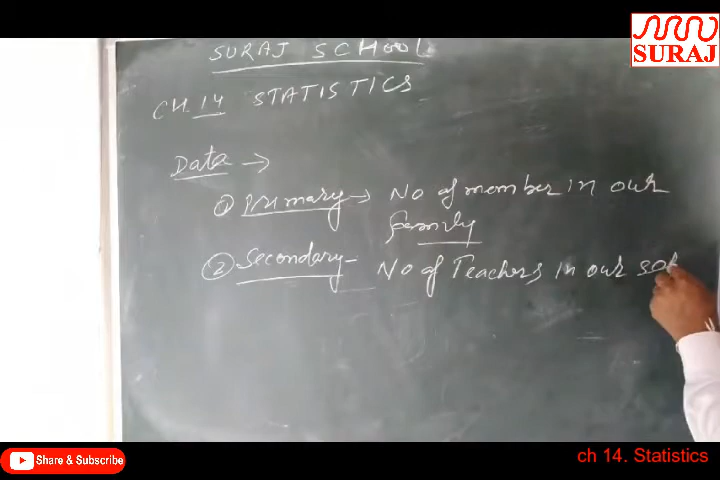 SURAJ SCHOOL
SURAJ
CH.14 STATISTICS
Data →
① Primary → No of member in our
family
② Secondary - No of Teachers in our
Share & Subscribe
ch 14. Statistics